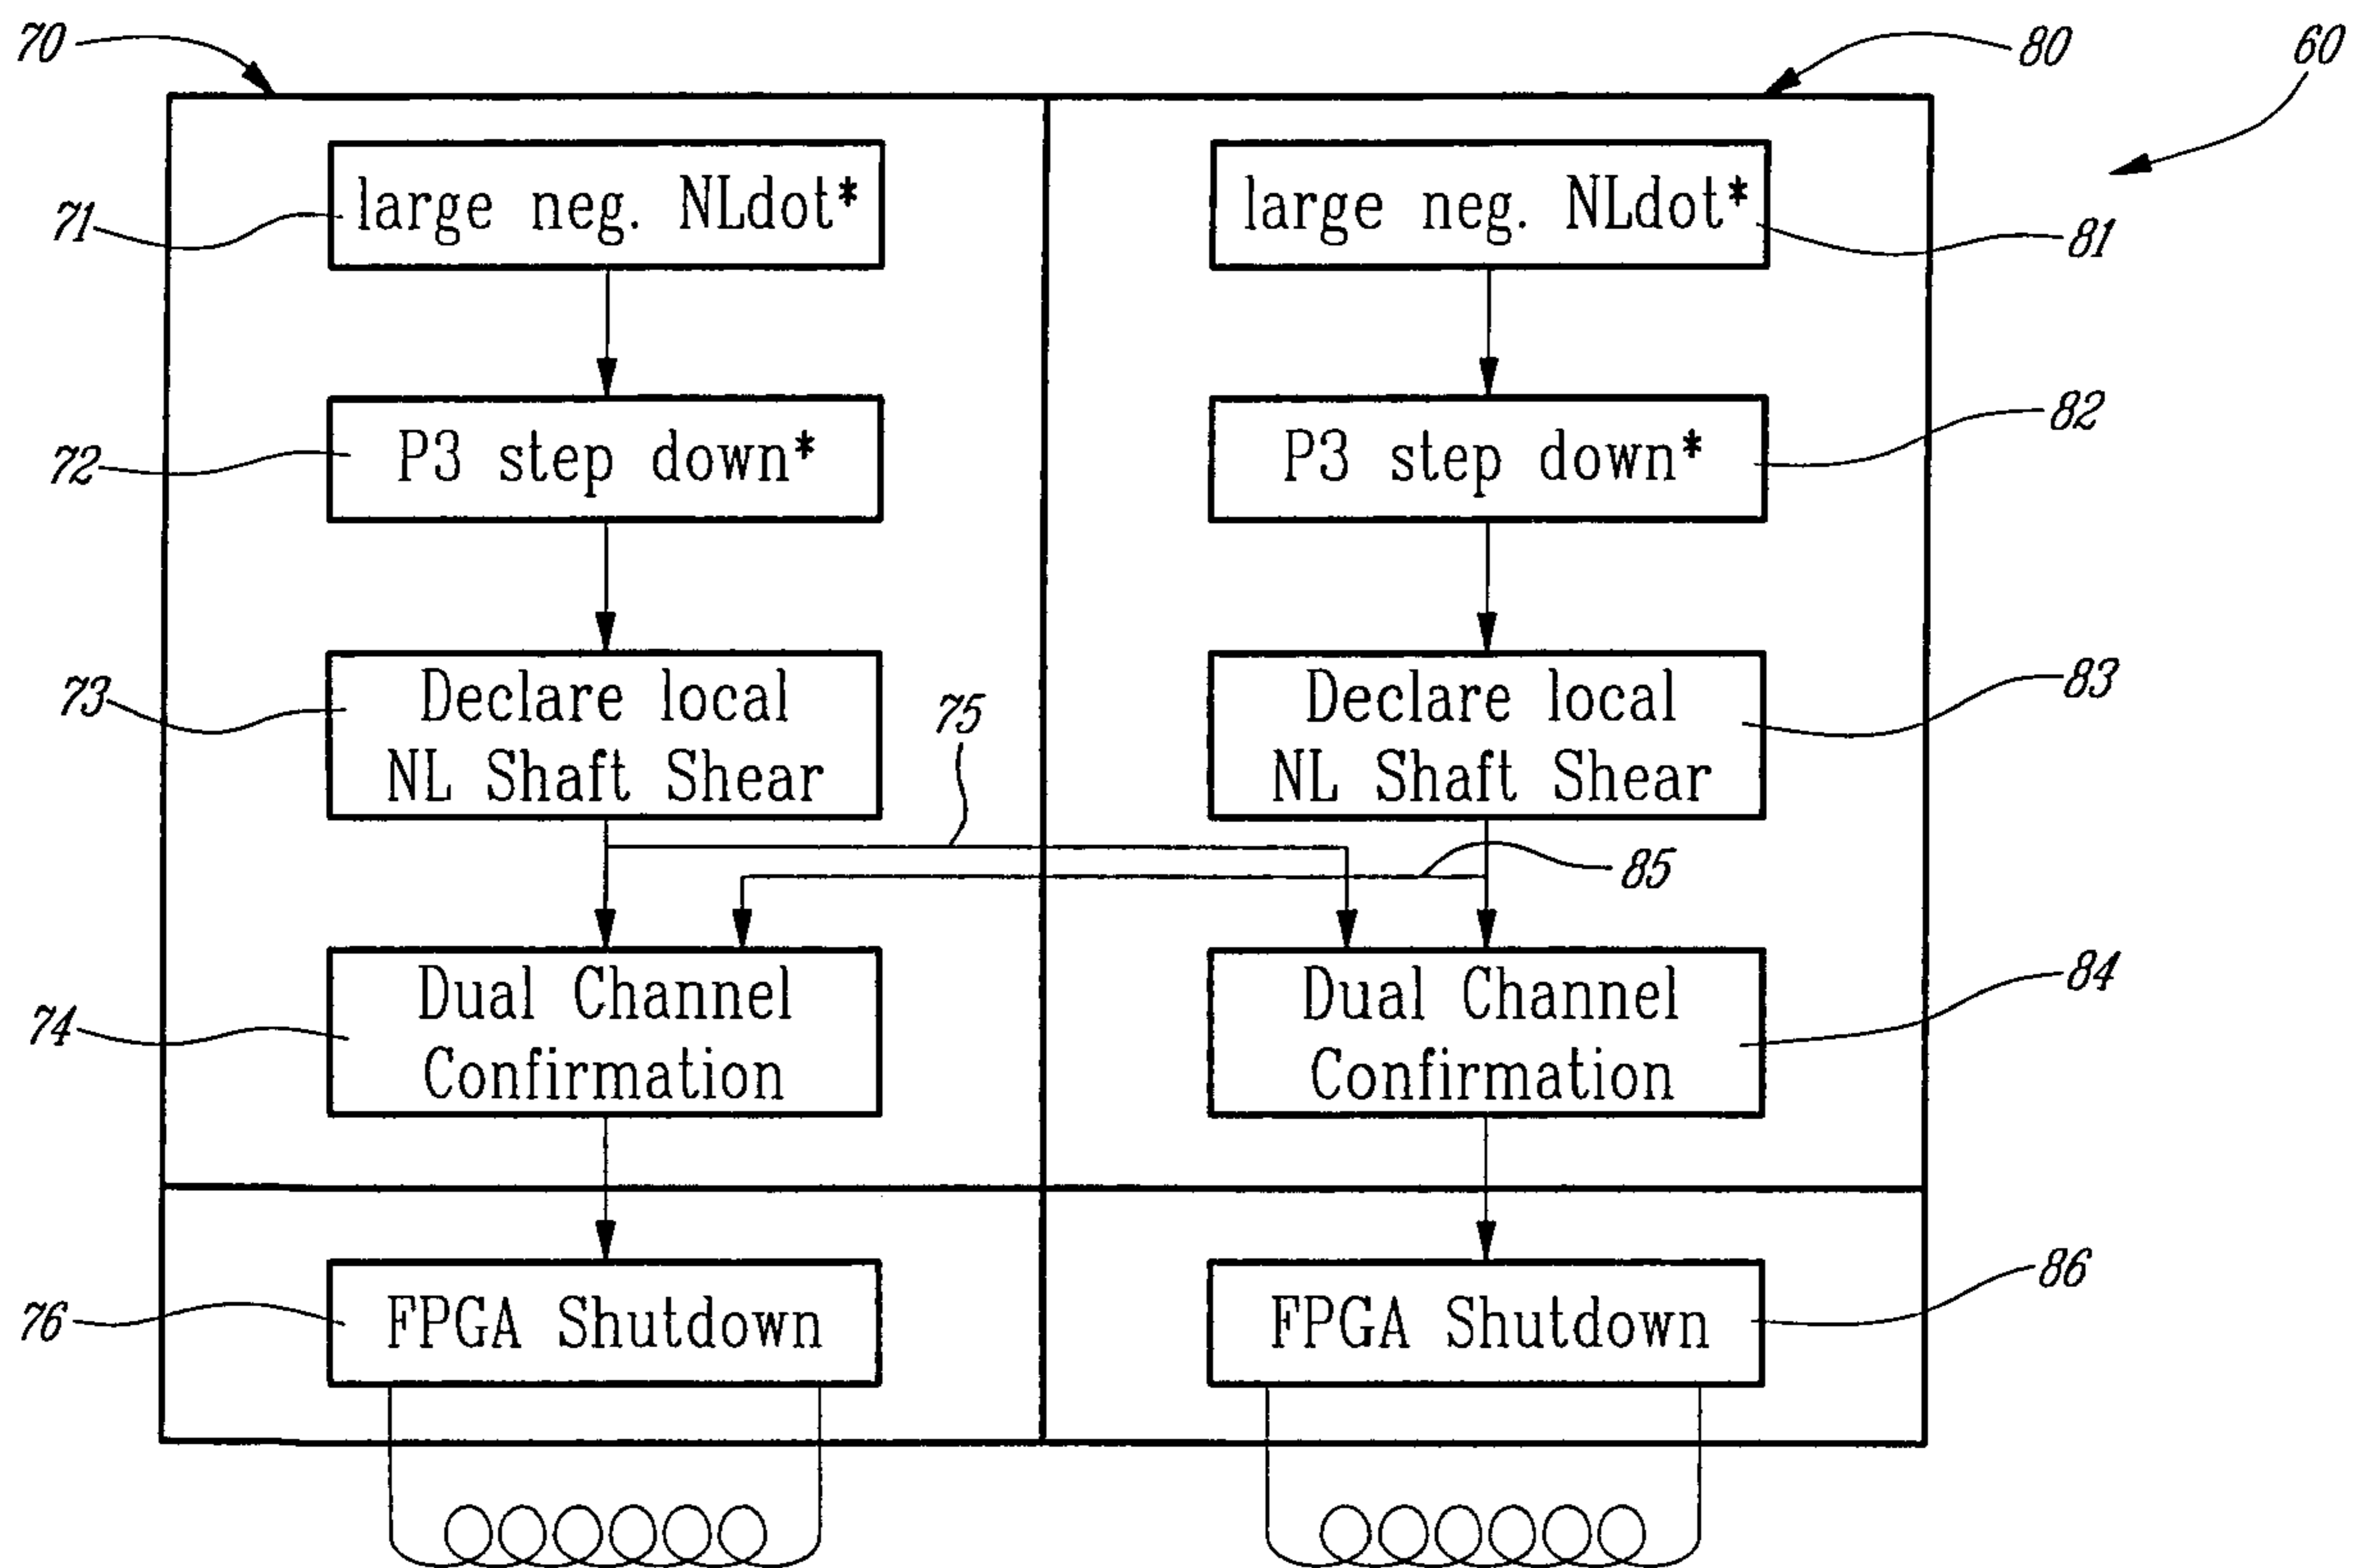 70
80
60
large neg. NLdot*
large neg. NLdot*
71
81
P3 step down*
P3 step down*
72
82
Declare local
NL Shaft Shear
Declare local
NL Shaft Shear
73
83
75
85
Dual Channel
Confirmation
Dual Channel
Confirmation
74
84
FPGA Shutdown
FPGA Shutdown
76
86